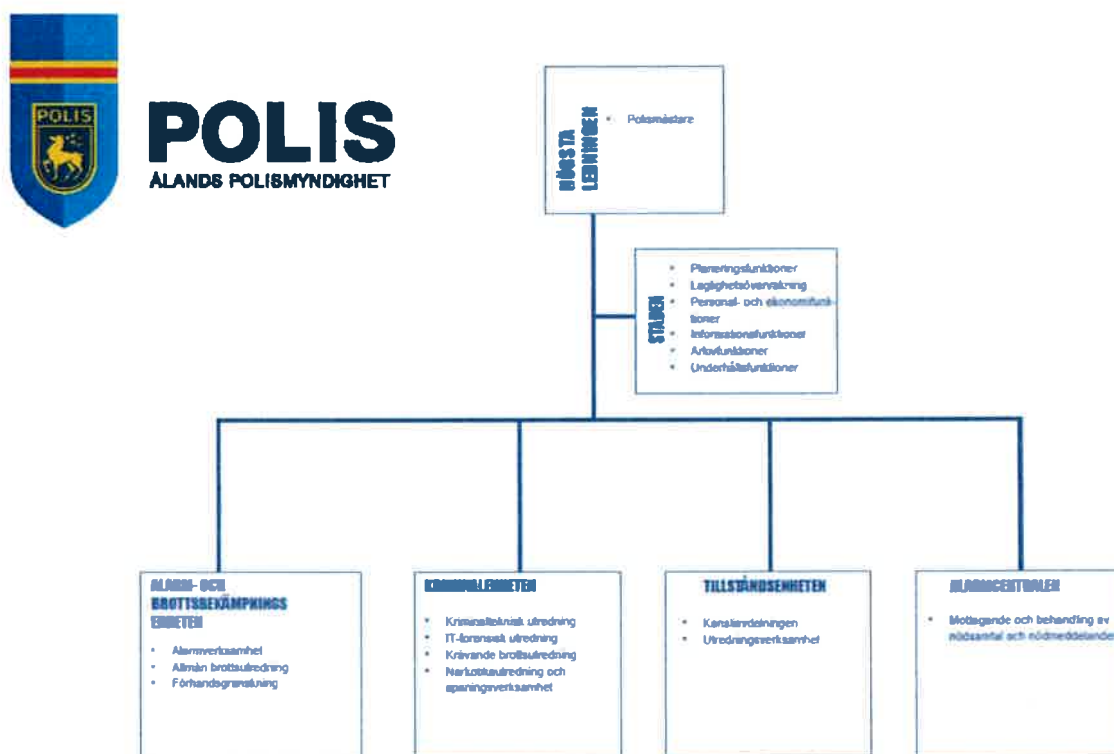 POLIS
POLIS
ÅLANDS POLISMYNDIGHET
HÖGSTA
LEDNINGEN
• Polismästare
STABEN
• Planeringsfunktioner
• Laglighetsövervakning
• Personal- och ekonomifunk-
tioner
• Informationsfunktioner
• Arkivfunktioner
• Underhållsfunktioner
ALARM- OCH
BROTTSBEKÄMPNINGS
ENHETEN
• Alarmverksamhet
• Allmän brottsutredning
• Förhandsgranskning
KRIMINALENHETEN
• Kriminalteknisk utredning
• IT-forensisk utredning
• Krävande brottsutredning
• Narkotikautredning och
spaningsverksamhet
TILLSTÅNDSENHETEN
• Kansliavdelningen
• Utredningsverksamhet
ALARMCENTRALEN
• Mottagande och behandling av
nödsamtal och nödmeddelanden